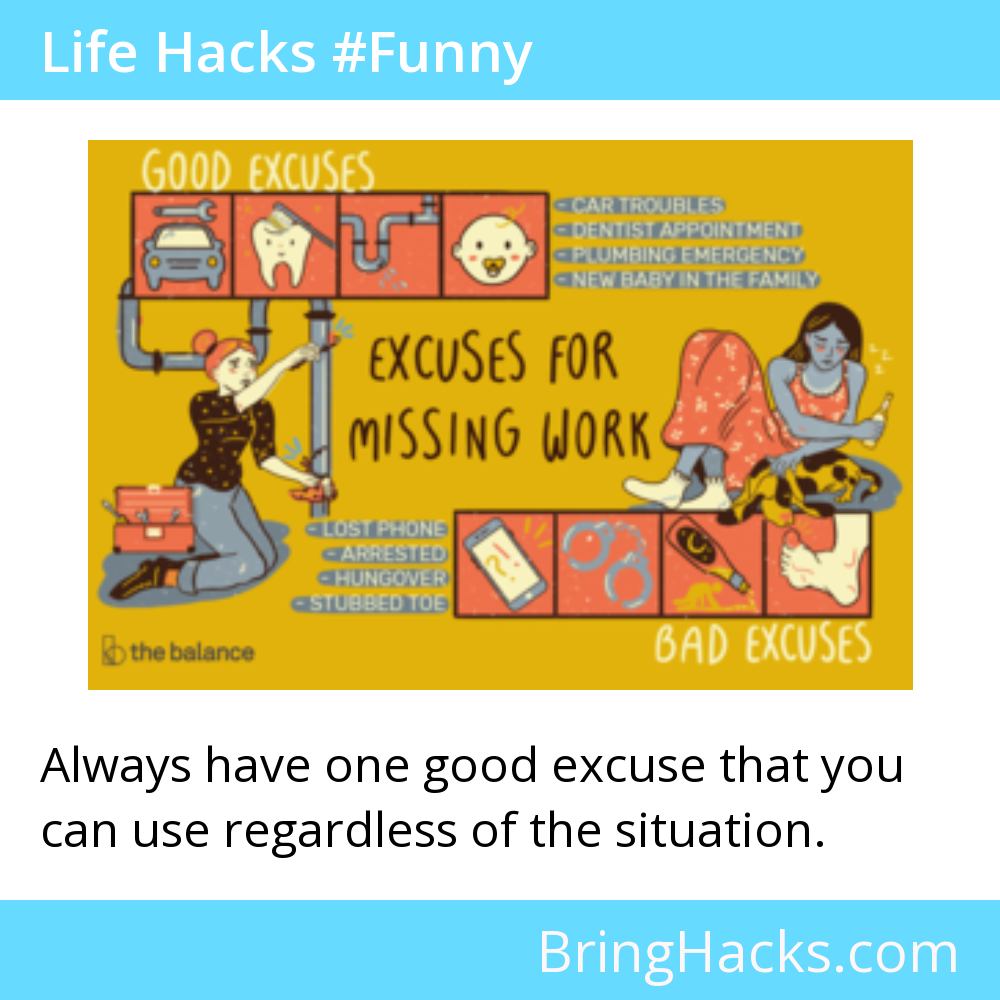 Life Hacks #Funny
GOOD EXCUSES
- CAR TROUBLES
- DENTIST APPOINTMENT
- PLUMBING EMERGENCY
- NEW BABY IN THE FAMILY
EXCUSES FOR
MISSING WORK
z
z
z
- LOST PHONE
- ARRESTED
- HUNGOVER
- STUBBED TOE
BAD EXCUSES
the balance
Always have one good excuse that you
can use regardless of the situation.
BringHacks.com